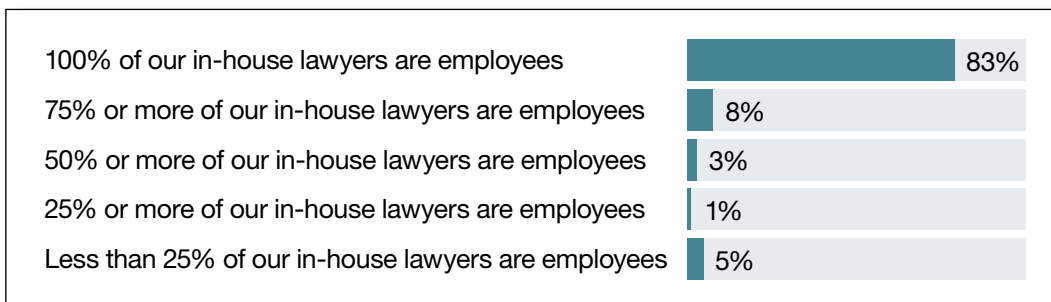 100% of our in-house lawyers are employees 83%
75% or more of our in-house lawyers are employees 8%
50% or more of our in-house lawyers are employees 3%
25% or more of our in-house lawyers are employees 1%
Less than 25% of our in-house lawyers are employees 5%